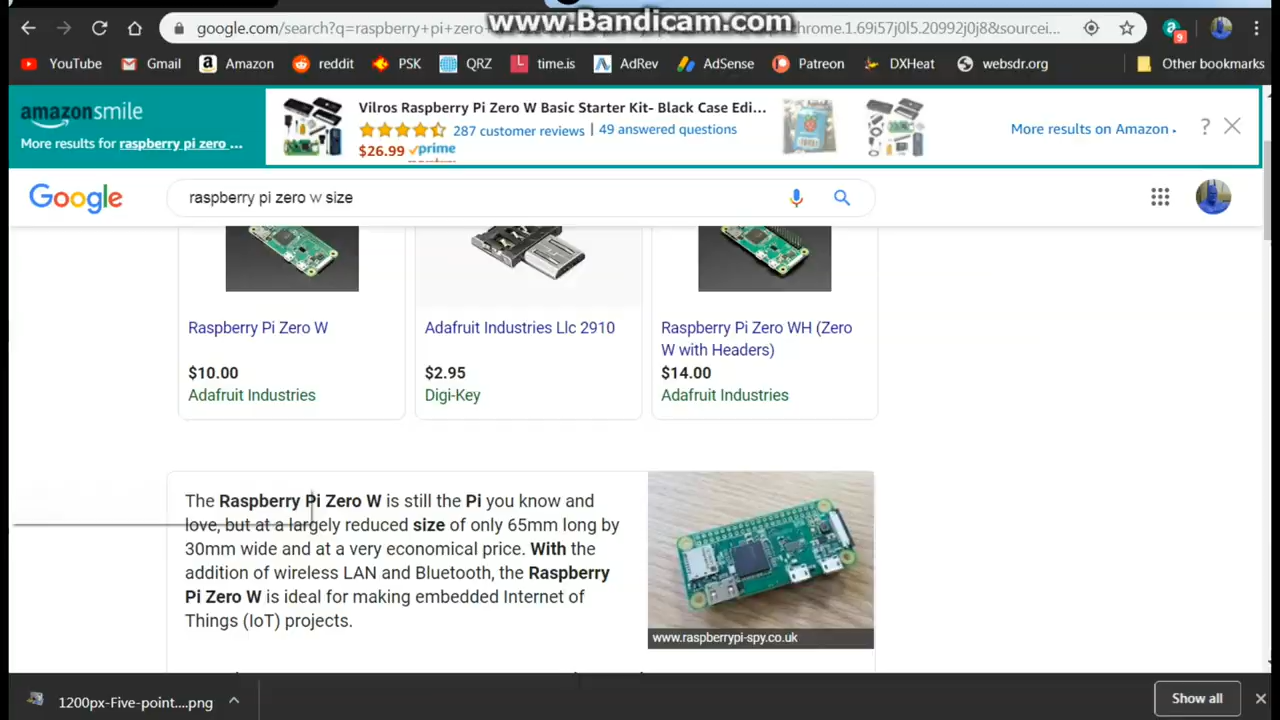 www.Bandicam.com
google.com/search?q=raspberry+pi+zero chrome.1.69i57j0l5.20992j0j8&sourcei...
9
YouTube Gmail Amazon reddit PSK QRZ time.is AdRev AdSense Patreon DXHeat websdr.org Other bookmarks
amazonsmile
More results for raspberry pi zero ...
Vilros Raspberry Pi Zero W Basic Starter Kit- Black Case Edi...
287 customer reviews | 49 answered questions
$26.99 prime
More results on Amazon
?
Google
raspberry pi zero w size
Raspberry Pi Zero W
$10.00
Adafruit Industries
Adafruit Industries Llc 2910
$2.95
Digi-Key
Raspberry Pi Zero WH (Zero
W with Headers)
$14.00
Adafruit Industries
The Raspberry Pi Zero W is still the Pi you know and
love, but at a largely reduced size of only 65mm long by
30mm wide and at a very economical price. With the
addition of wireless LAN and Bluetooth, the Raspberry
Pi Zero W is ideal for making embedded Internet of
Things (IoT) projects.
www.raspberrypi-spy.co.uk
1200px-Five-point....png
Show all